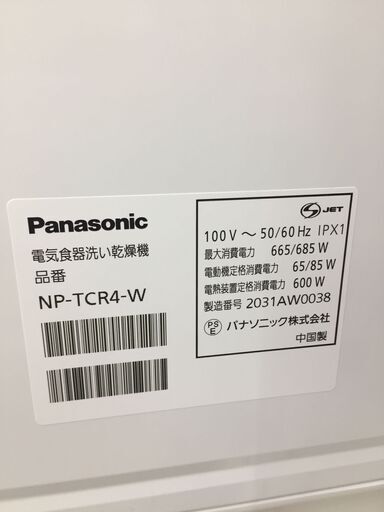 Panasonic
電気食器洗い乾燥機
品番
NP-TCR4-W
JET
100V ～ 50/60Hz IPX1
最大消費電力 665/685W
電動機定格消費電力 65/85W
電熱装置定格消費電力 600W
製造番号 2031AW0038
PSE パナソニック株式会社
中国製